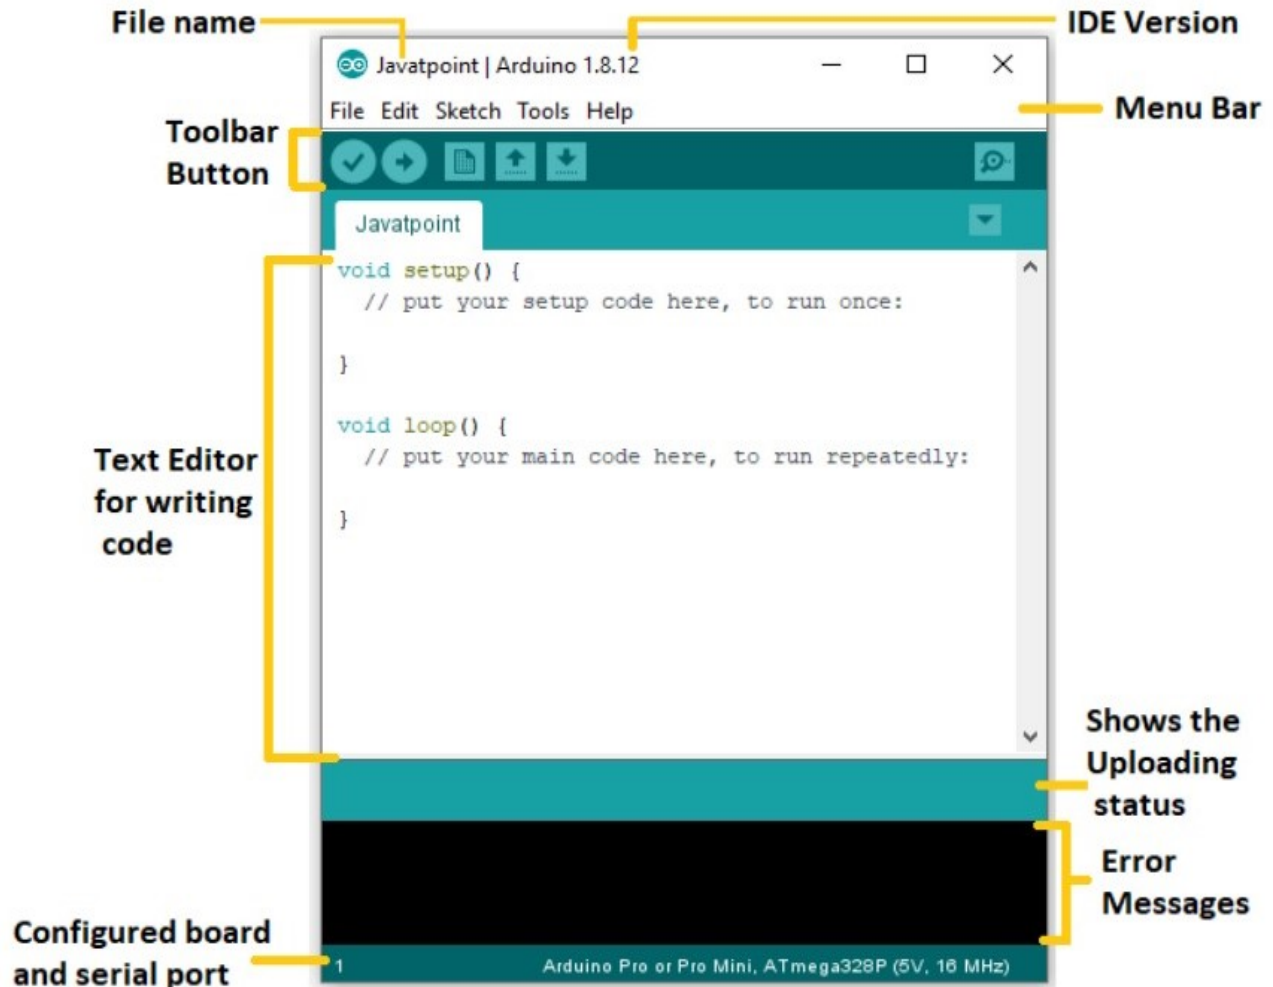 File name
IDE Version
Javatpoint | Arduino 1.8.12
File Edit Sketch Tools Help
Menu Bar
Toolbar
Button
Javatpoint
void setup() {
  // put your setup code here, to run once:
}
void loop() {
  // put your main code here, to run repeatedly:
}
Text Editor
for writing
code
Shows the
Uploading
status
Error
Messages
Configured board
and serial port
1
Arduino Pro or Pro Mini, ATmega328P (5V, 16 MHz)